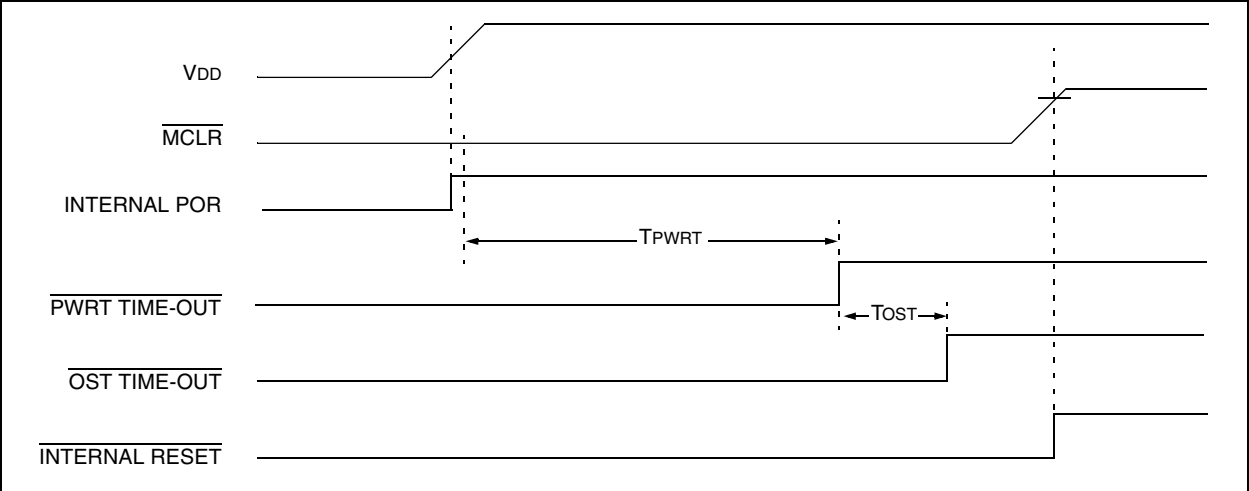 VDD
MCLR
INTERNAL POR
TPWRT
PWRT TIME-OUT
TOST
OST TIME-OUT
INTERNAL RESET